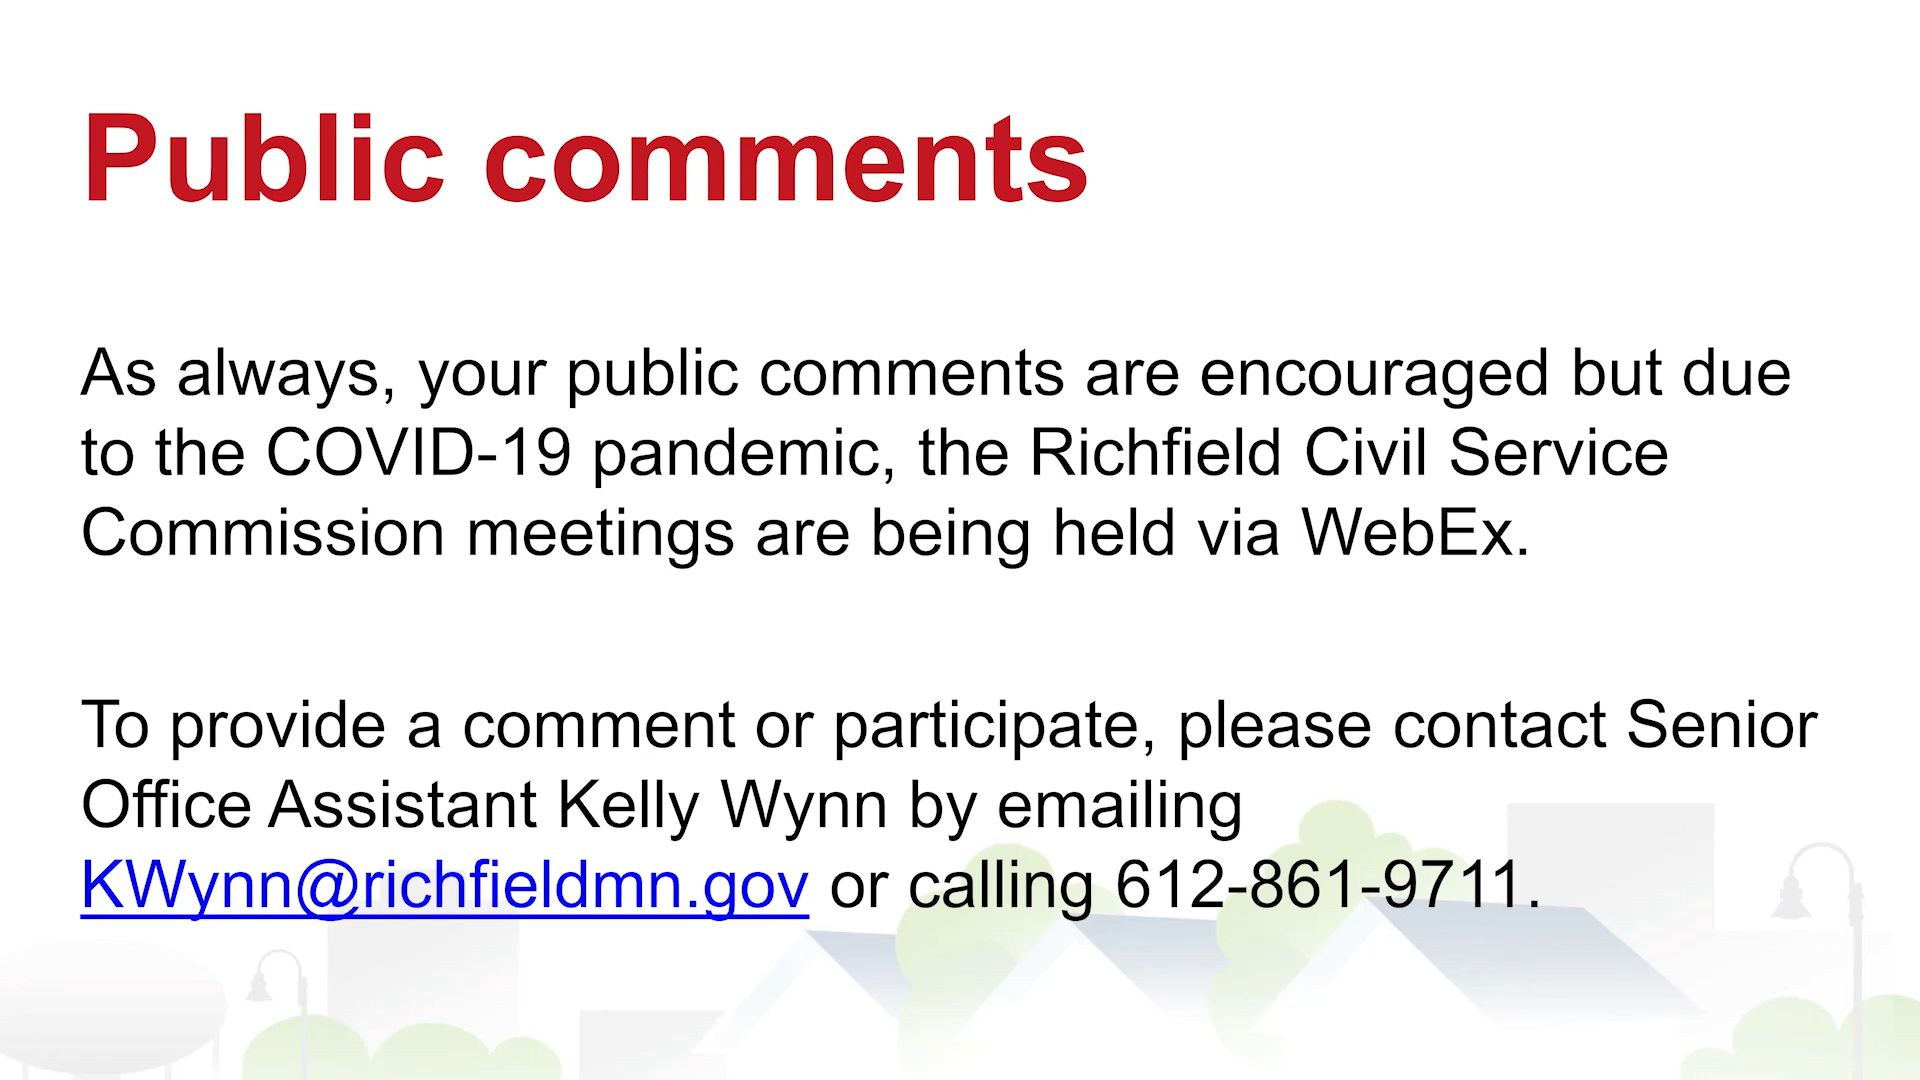 Public comments
As always, your public comments are encouraged but due
to the COVID-19 pandemic, the Richfield Civil Service
Commission meetings are being held via WebEx.
To provide a comment or participate, please contact Senior
Office Assistant Kelly Wynn by emailing
KWynn@richfieldmn.gov or calling 612-861-9711.